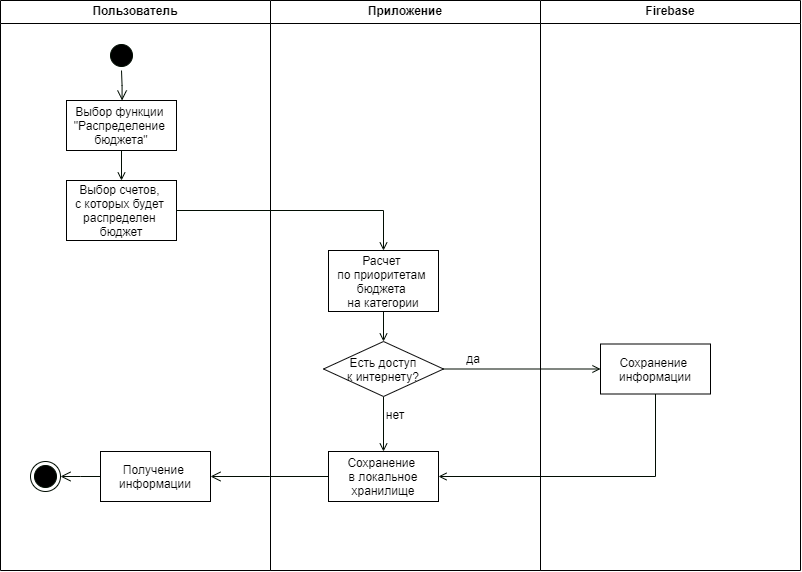 Пользователь
Приложение
Firebase
Выбор функции
"Распределение
бюджета"
Выбор счетов,
с которых будет
распределен
бюджет
Расчет
по приоритетам
бюджета
на категории
Есть доступ
к интернету?
да
Сохранение
информации
нет
Сохранение
в локальное
хранилище
Получение
информации